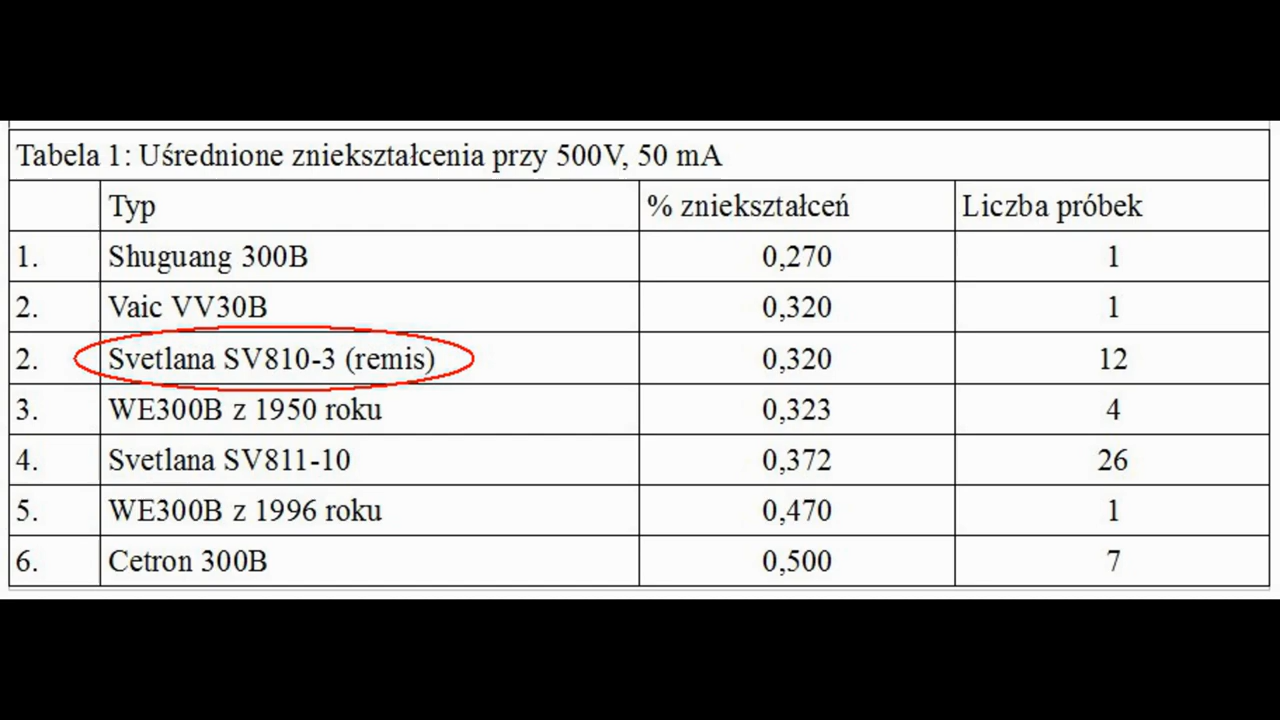 Tabela 1: Uśrednione zniekształcenia przy 500V, 50 mA
Typ % zniekształceń Liczba próbek
1. Shuguang 300B 0,270 1
2. Vaic VV30B 0,320 1
2. Svetlana SV810-3 (remis) 0,320 12
3. WE300B z 1950 roku 0,323 4
4. Svetlana SV811-10 0,372 26
5. WE300B z 1996 roku 0,470 1
6. Cetron 300B 0,500 7